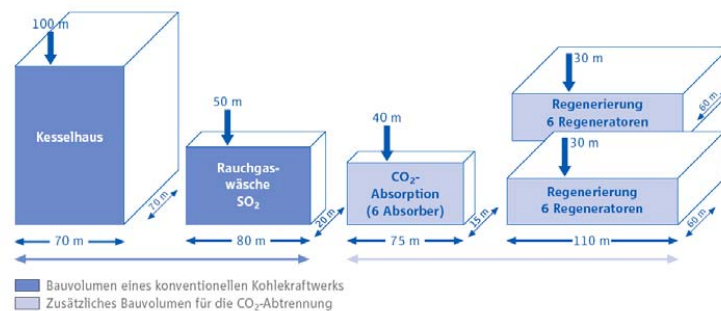 100 m
Kesselhaus
70 m
70 m
50 m
Rauchgas-
wäsche
SO₂
20 m
80 m
40 m
CO₂-
Absorption
(6 Absorber)
15 m
75 m
30 m
Regenerierung
6 Regeneratoren
60 m
30 m
Regenerierung
6 Regeneratoren
60 m
110 m
Bauvolumen eines konventionellen Kohlekraftwerks
Zusätzliches Bauvolumen für die CO₂-Abtrennung